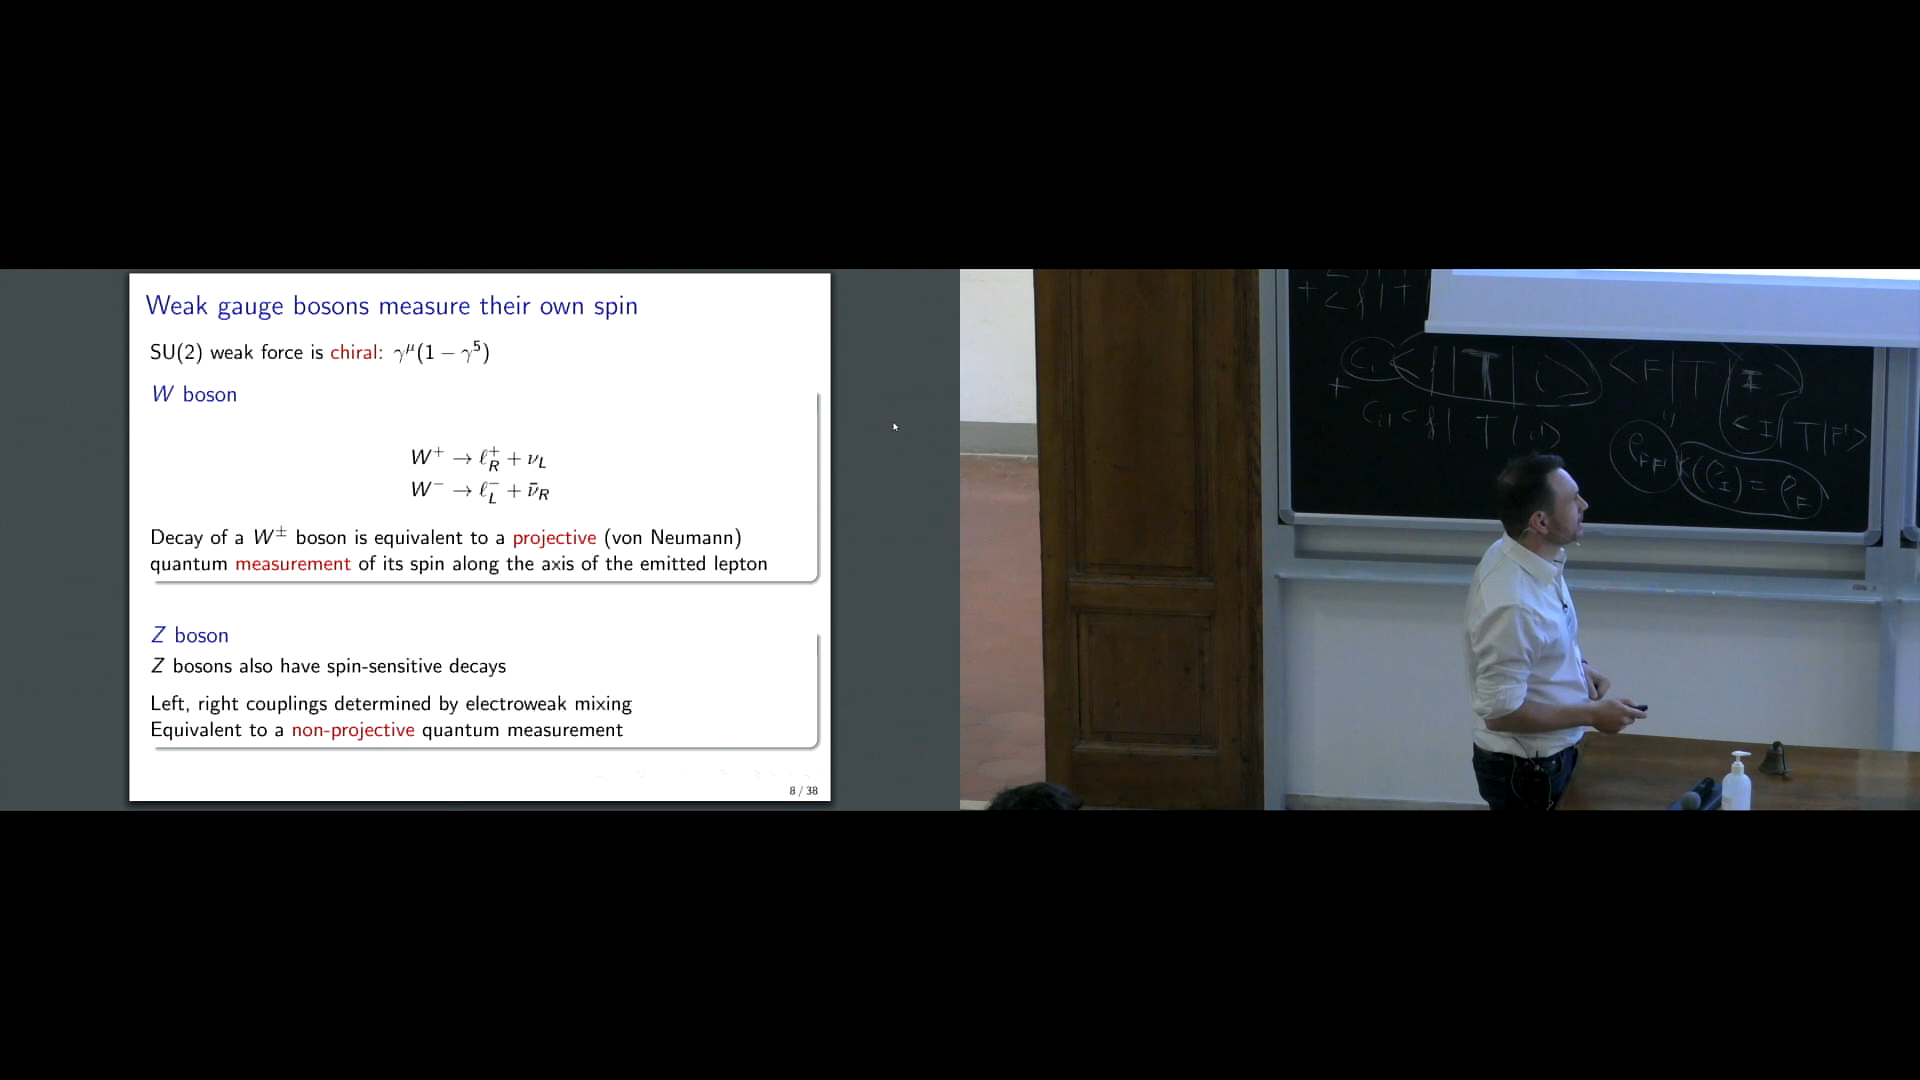 Weak gauge bosons measure their own spin
SU(2) weak force is chiral: γ^μ(1 − γ^5)
W boson
W^+ → ℓ_R^+ + ν_L
W^- → ℓ_L^- + ν̄_R
Decay of a W^± boson is equivalent to a projective (von Neumann)
quantum measurement of its spin along the axis of the emitted lepton
Z boson
Z bosons also have spin-sensitive decays
Left, right couplings determined by electroweak mixing
Equivalent to a non-projective quantum measurement
8 / 38
<F|T|I>
<I|T|F'>